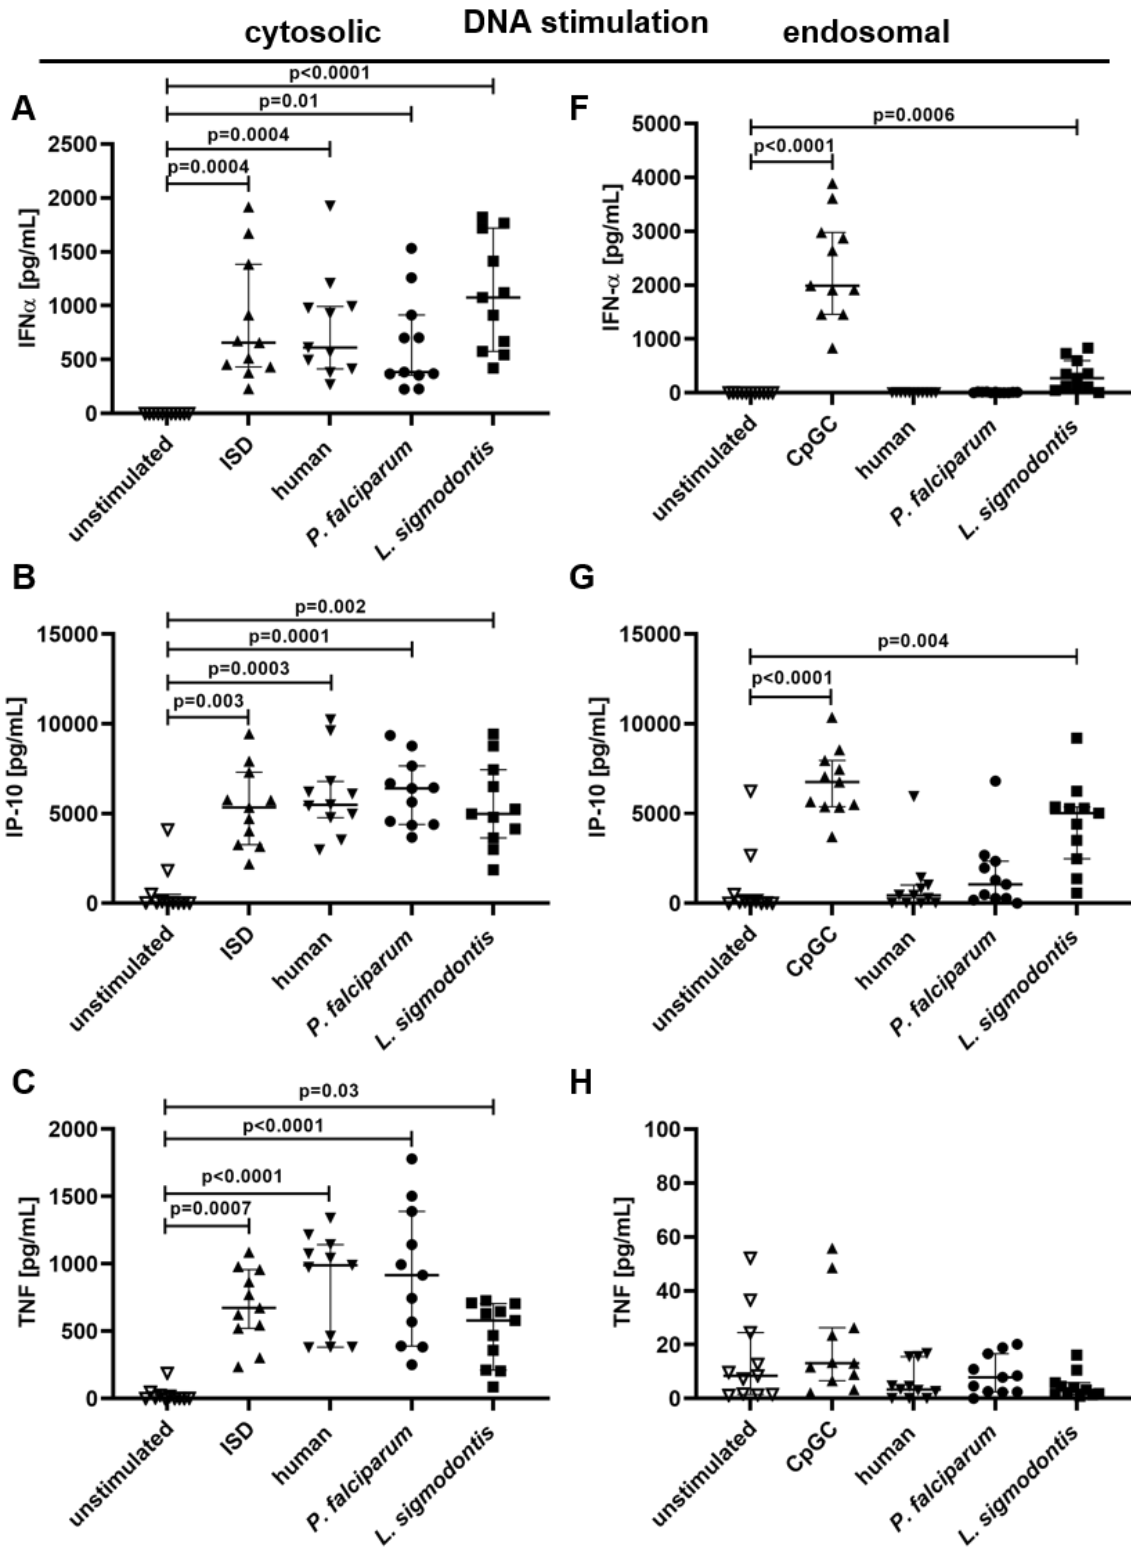 DNA stimulation
cytosolic
endosomal
A
p<0.0001
p=0.01
p=0.0004
p=0.0004
IFNα [pg/mL]
2500
2000
1500
1000
500
0
unstimulated
ISD
human
P. falciparum
L. sigmodontis
F
p=0.0006
p<0.0001
IFN-α [pg/mL]
5000
4000
3000
2000
1000
0
unstimulated
CpGC
human
P. falciparum
L. sigmodontis
B
p=0.002
p=0.0001
p=0.0003
p=0.003
IP-10 [pg/mL]
15000
10000
5000
0
unstimulated
ISD
human
P. falciparum
L. sigmodontis
G
p=0.004
p<0.0001
IP-10 [pg/mL]
15000
10000
5000
0
unstimulated
CpGC
human
P. falciparum
L. sigmodontis
C
p=0.03
p<0.0001
p<0.0001
p=0.0007
TNF [pg/mL]
2000
1500
1000
500
0
unstimulated
ISD
human
P. falciparum
L. sigmodontis
H
TNF [pg/mL]
100
80
60
40
20
0
unstimulated
CpGC
human
P. falciparum
L. sigmodontis